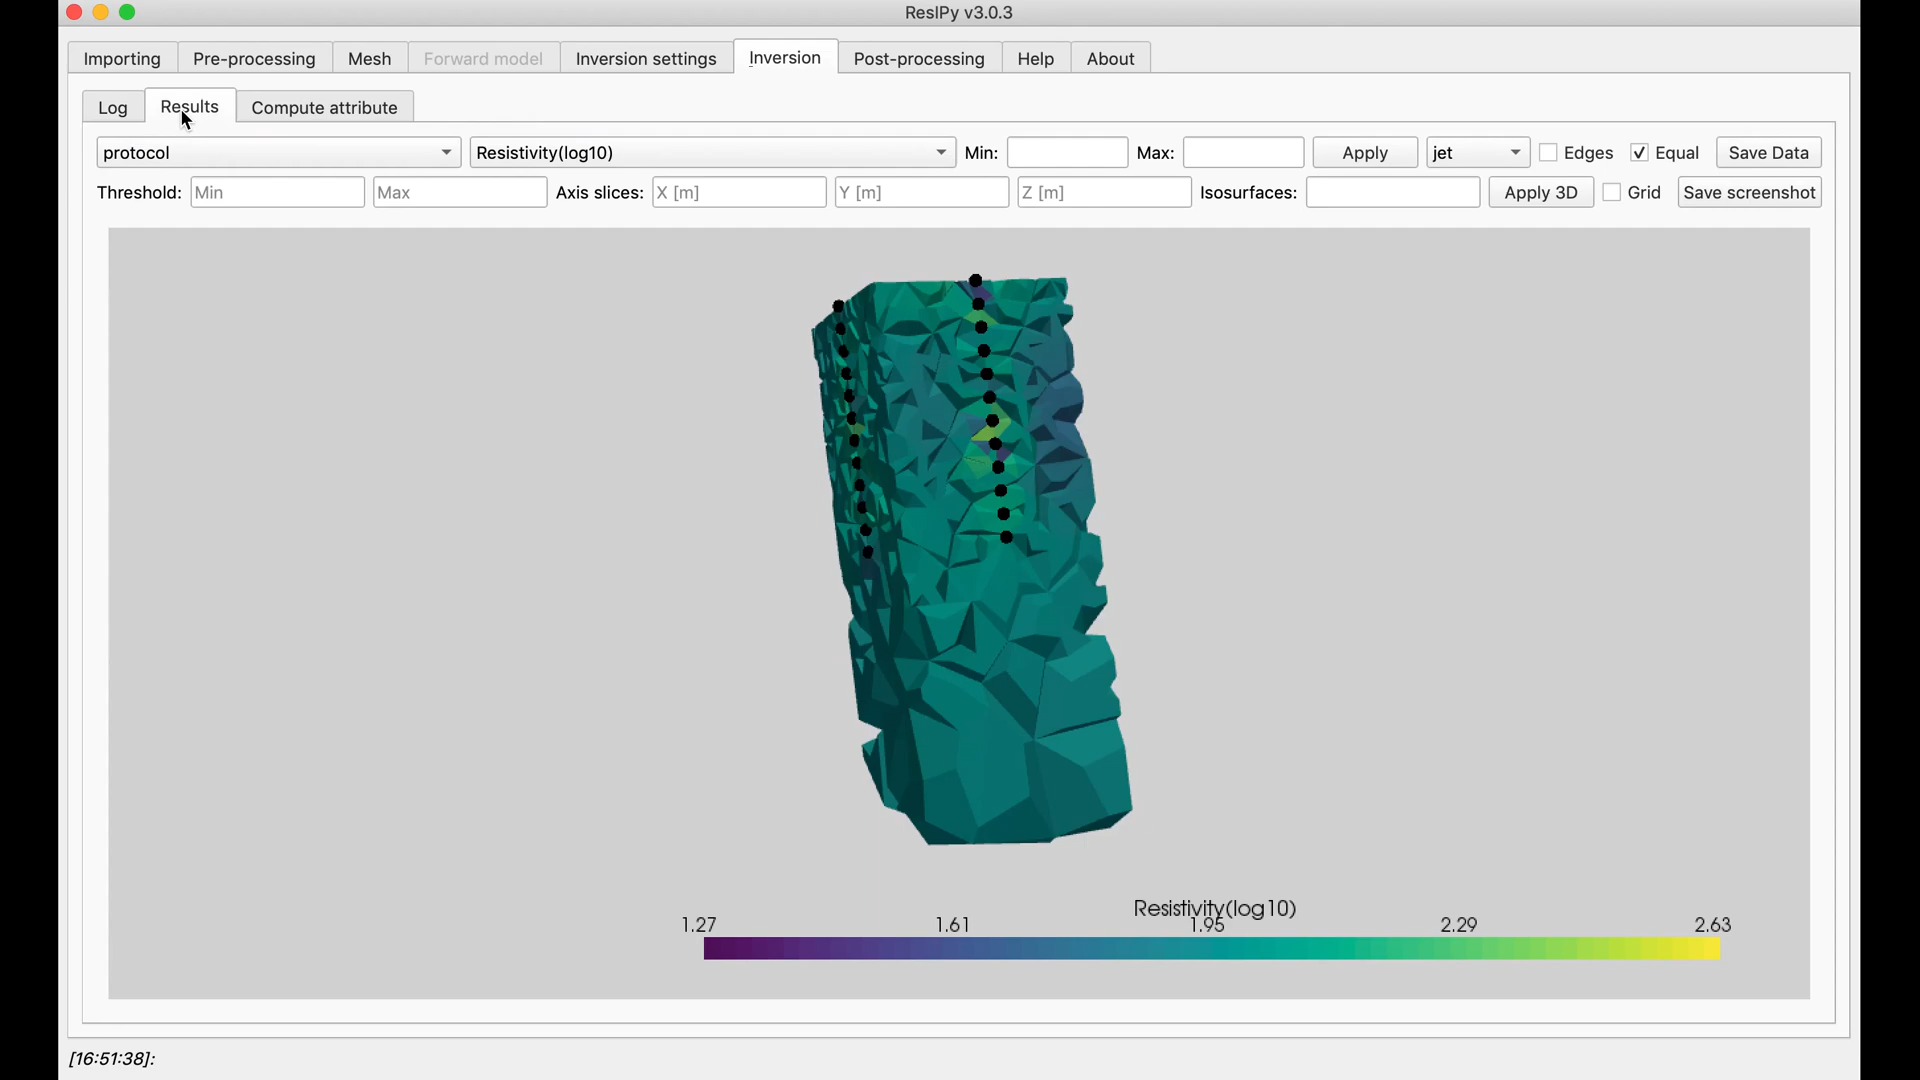 ResIPy v3.0.3
Importing Pre-processing Mesh Forward model Inversion settings Inversion Post-processing Help About
Log Results Compute attribute
protocol Resistivity(log10) Min: Max: Apply jet Edges Equal Save Data
Threshold: Min Max Axis slices: X [m] Y [m] Z [m] Isosurfaces: Apply 3D Grid Save screenshot
Resistivity(log10)
1.27 1.61 1.95 2.29 2.63
[16:51:38]: